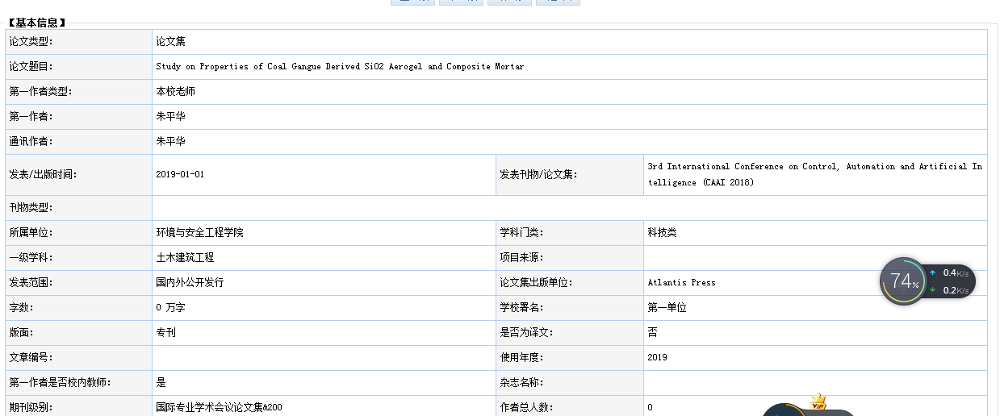 【基本信息】
论文类型： 论文集
论文题目： Study on Properties of Coal Gangue Derived SiO2 Aerogel and Composite Mortar
第一作者类型： 本校老师
第一作者： 朱平华
通讯作者： 朱平华
发表/出版时间： 2019-01-01 发表刊物/论文集： 3rd International Conference on Control, Automation and Artificial In
telligence (CAAI 2018)
刊物类型：
所属单位： 环境与安全工程学院 学科门类： 科技类
一级学科： 土木建筑工程 项目来源：
发表范围： 国内外公开发行 论文集出版单位： Atlantis Press
字数： 0 万字 学校署名： 第一单位
版面： 专刊 是否为译文： 否
文章编号： 使用年度： 2019
第一作者是否校内教师： 是 杂志名称：
期刊级别： 国际专业学术会议论文集&200 作者总人数： 0
74%
0.4K/s
0.2K/s
VIP